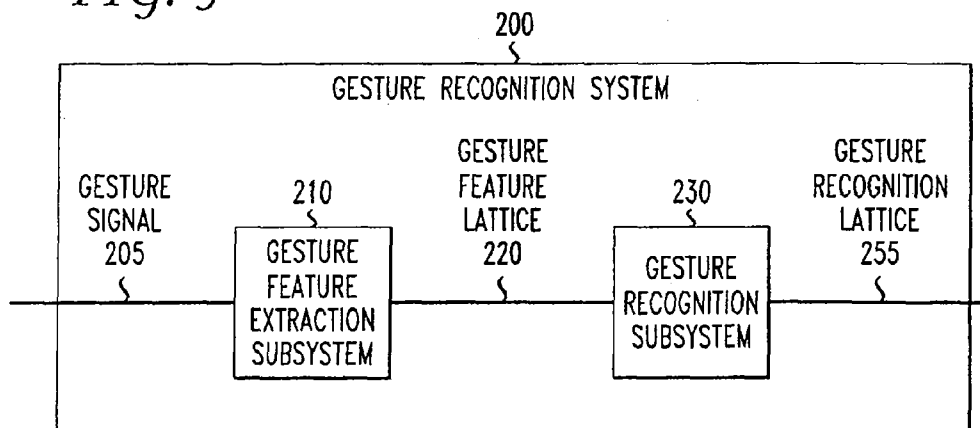 200
GESTURE RECOGNITION SYSTEM
GESTURE
SIGNAL
205
210
GESTURE
FEATURE
EXTRACTION
SUBSYSTEM
GESTURE
FEATURE
LATTICE
220
230
GESTURE
RECOGNITION
SUBSYSTEM
GESTURE
RECOGNITION
LATTICE
255